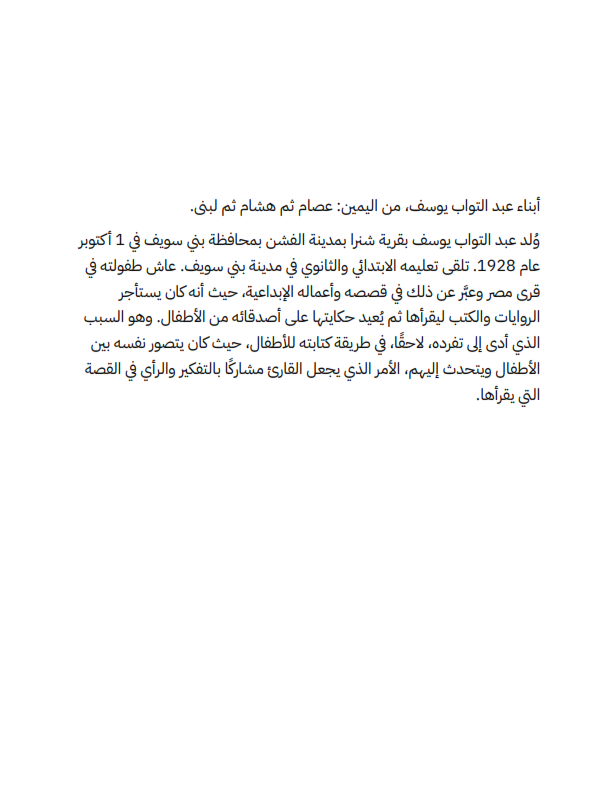 أبناء عبد التواب يوسف، من اليمين: عصام ثم هشام ثم لبنى.
وُلد عبد التواب يوسف بقرية شنرا بمدينة الفشن بمحافظة بني سويف في 1 أكتوبر
عام 1928. تلقى تعليمه الابتدائي والثانوي في مدينة بني سويف. عاش طفولته في
قرى مصر وعبَّر عن ذلك في قصصه وأعماله الإبداعية، حيث أنه كان يستأجر
الروايات والكتب ليقرأها ثم يُعيد حكايتها على أصدقائه من الأطفال. وهو السبب
الذي أدى إلى تفرده، لاحقًا، في طريقة كتابته للأطفال، حيث كان يتصور نفسه بين
الأطفال ويتحدث إليهم، الأمر الذي يجعل القارئ مشاركًا بالتفكير والرأي في القصة
التي يقرأها.